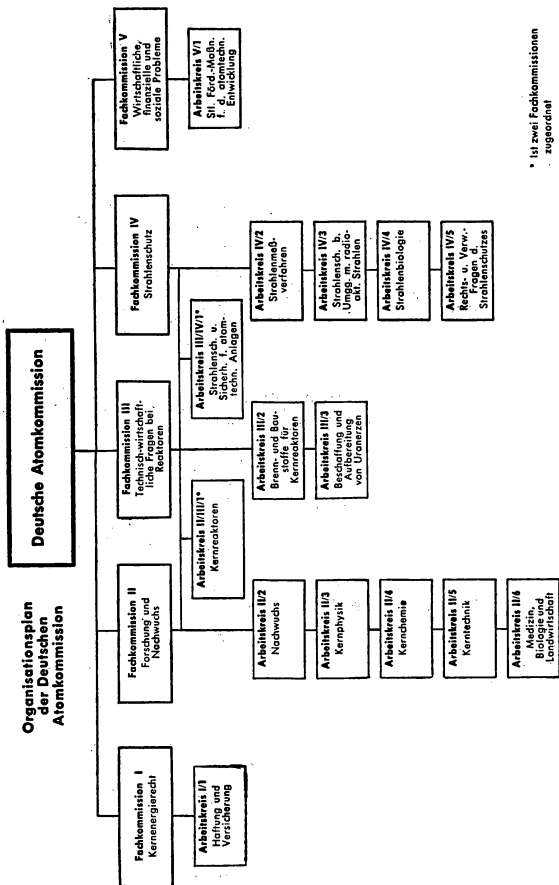 Organisationsplan
der Deutschen
Atomkommission
Deutsche Atomkommission
Fachkommission I
Kernenergierecht
Fachkommission II
Forschung und
Nachwuchs
Fachkommission III
Technisch-wirtschaft-
liche Fragen bei
Reaktoren
Fachkommission IV
Strahlenschutz
Fachkommission V
Wirtschaftliche,
finanzielle und
soziale Probleme
Arbeitskreis I/1
Haftung und
Versicherung
Arbeitskreis II/III/1*
Kernreaktoren
Arbeitskreis III/IV/1*
Strahlensch. u.
Sicherh. f. atom-
techn. Anlagen
Arbeitskreis V/1
Stl. Förd.-Maßn.
f. d. atomtechn.
Entwicklung
Arbeitskreis II/2
Nachwuchs
Arbeitskreis II/3
Kernphysik
Arbeitskreis II/4
Kernchemie
Arbeitskreis II/5
Kerntechnik
Arbeitskreis II/6
Medizin,
Biologie und
Landwirtschaft
Arbeitskreis III/2
Brenn- und Bau-
stoffe für
Kernreaktoren
Arbeitskreis III/3
Beschaffung und
Aufbereitung
von Uranerzen
Arbeitskreis IV/2
Strahlenmeß-
verfahren
Arbeitskreis IV/3
Strahlensch. b.
Umgg. m. radio-
akt. Strahlen
Arbeitskreis IV/4
Strahlenbiologie
Arbeitskreis IV/5
Rechts- u. Verw.-
Fragen d.
Strahlenschutzes
* Ist zwei Fachkommissionen
zugeordnet